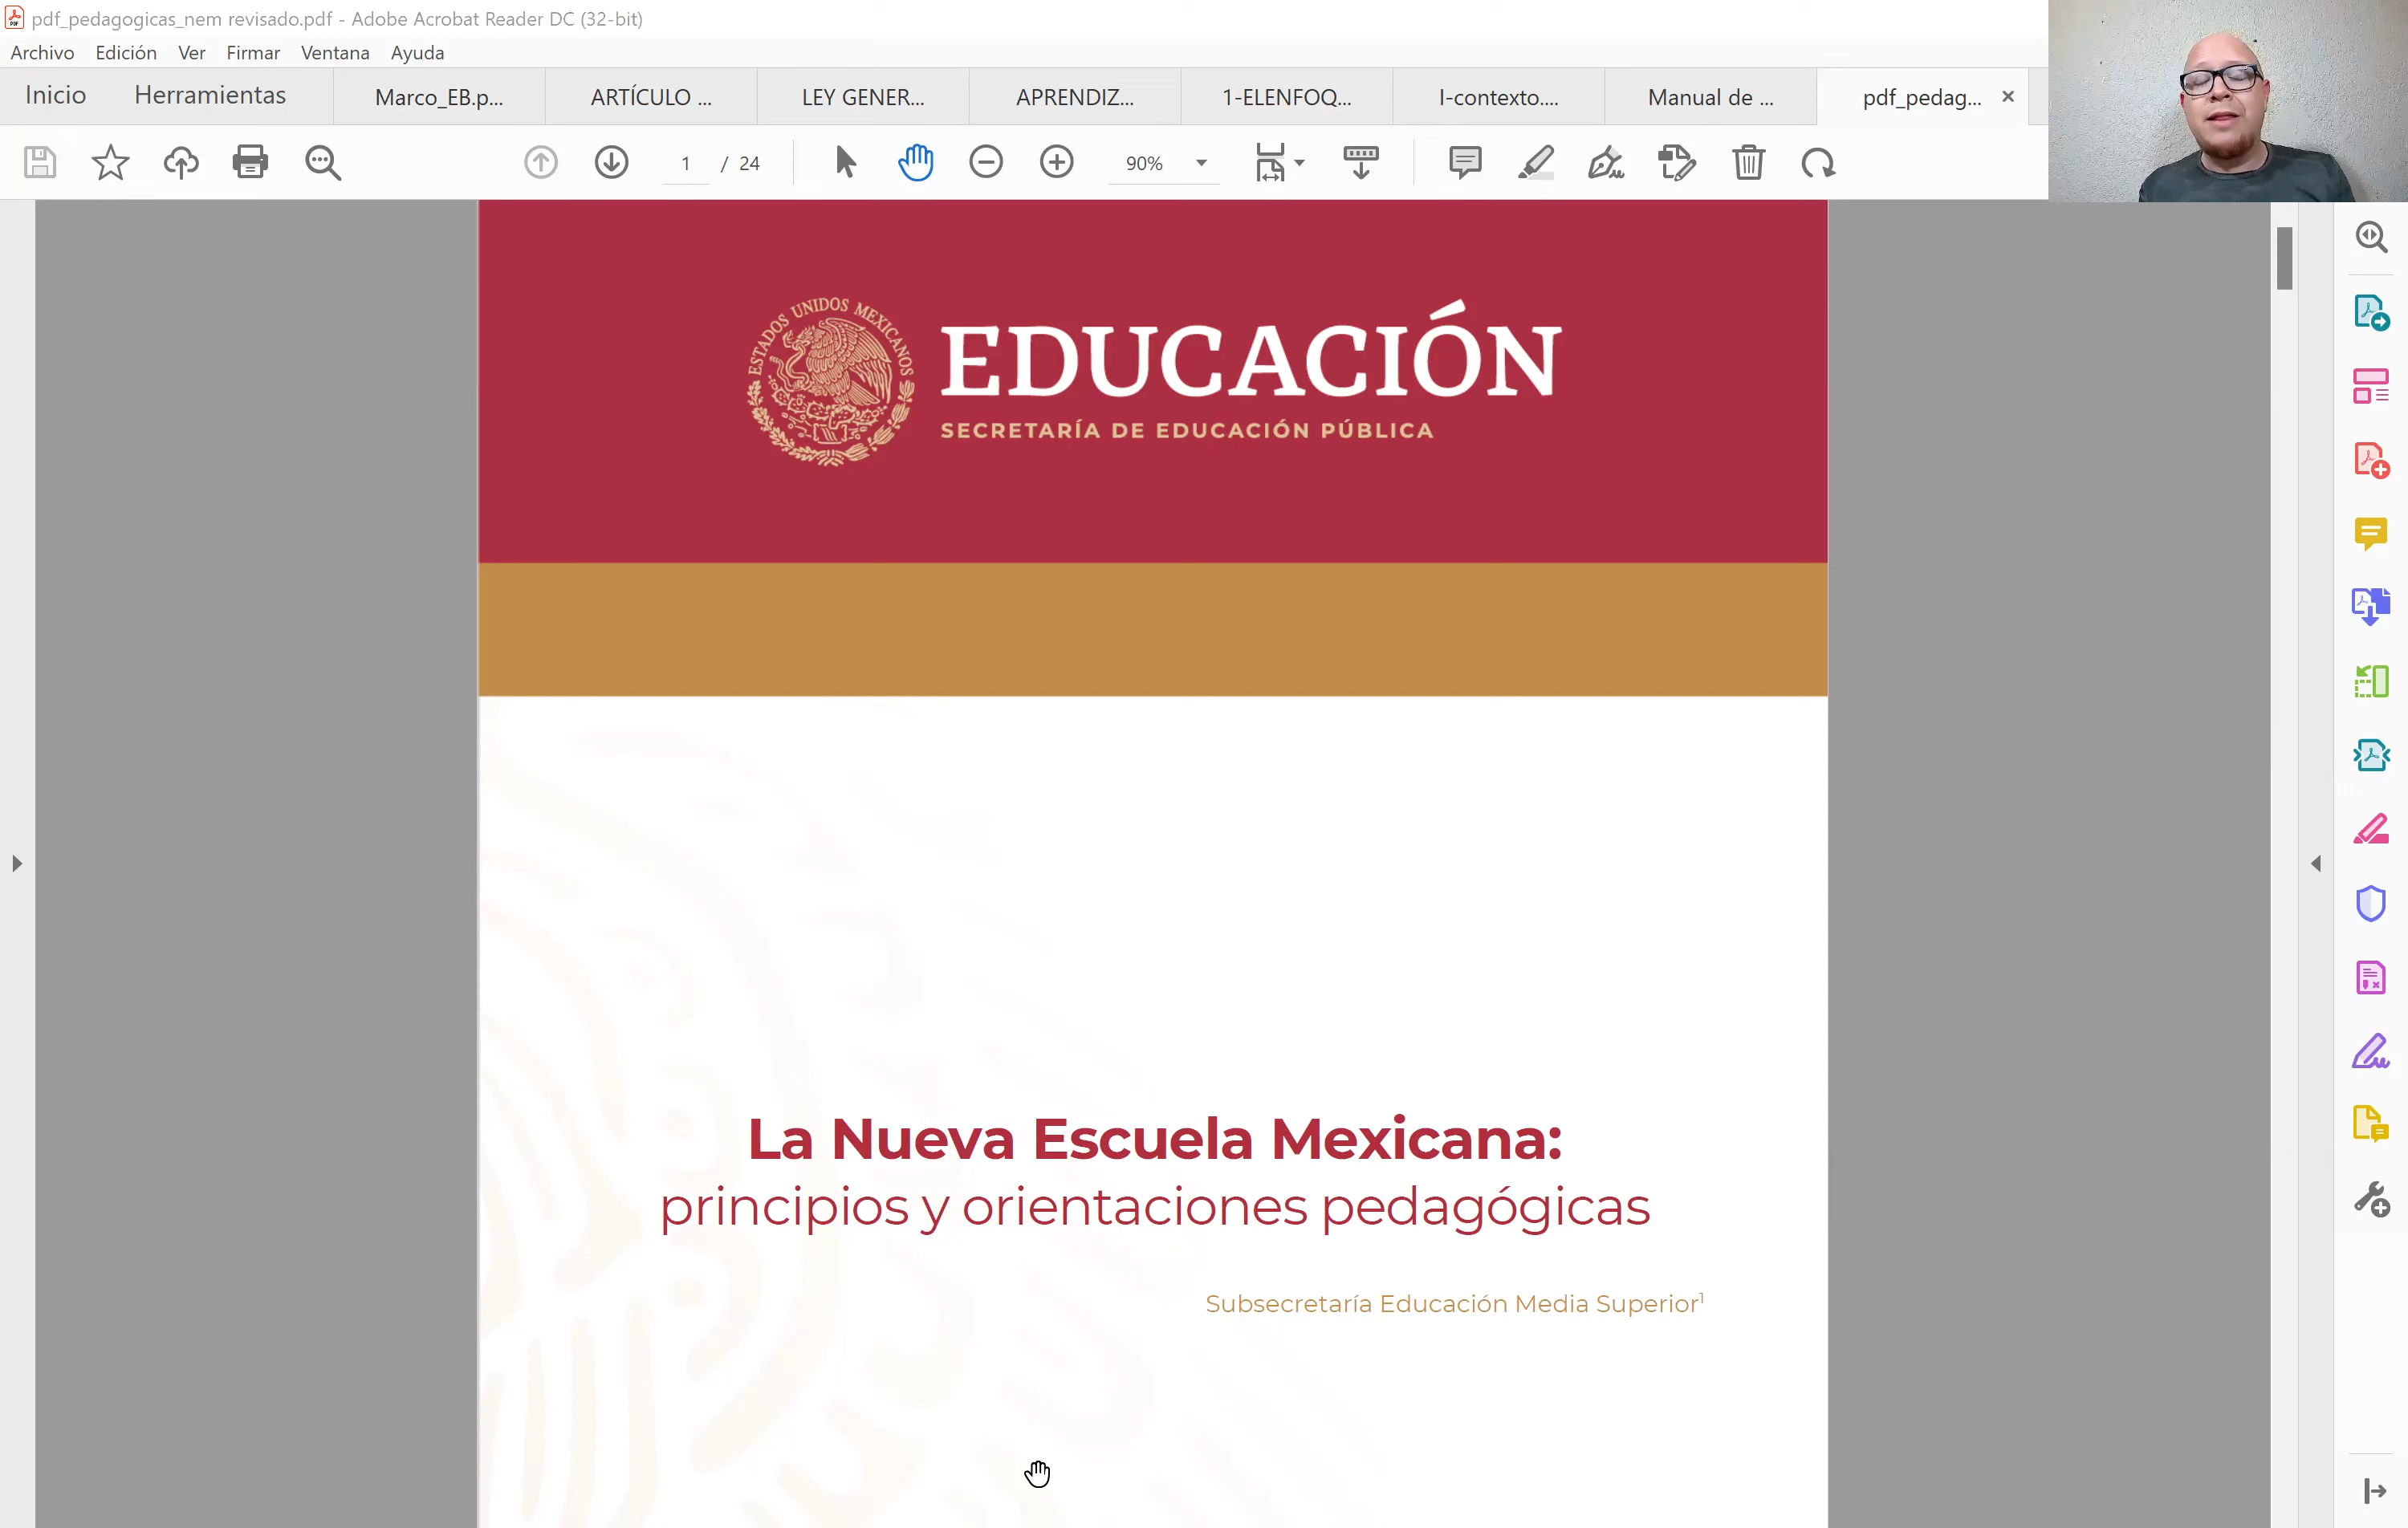 pdf_pedagogicas_nem revisado.pdf - Adobe Acrobat Reader DC (32-bit)
Archivo Edición Ver Firmar Ventana Ayuda
Inicio Herramientas Marco_EB.p... ARTÍCULO ... LEY GENER... APRENDIZ... 1-ELENFOQ... I-contexto.... Manual de ... pdf_pedag...
1 / 24 90%
ESTADOS UNIDOS MEXICANOS
EDUCACIÓN
SECRETARÍA DE EDUCACIÓN PÚBLICA
La Nueva Escuela Mexicana:
principios y orientaciones pedagógicas
Subsecretaría Educación Media Superior¹